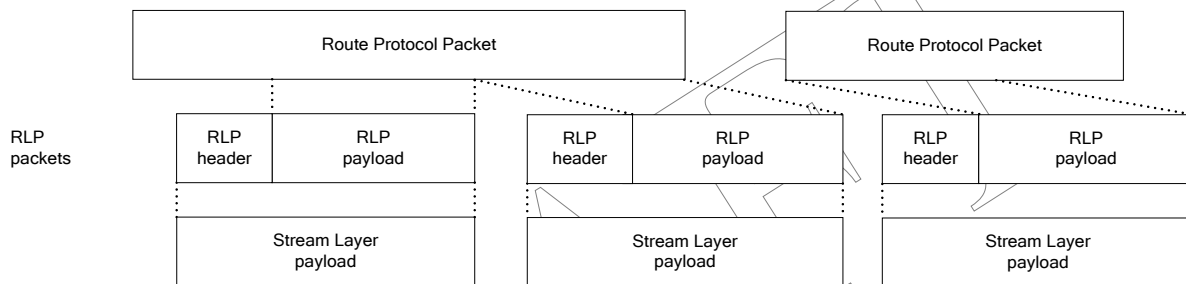 Route Protocol Packet
Route Protocol Packet
RLP
packets
RLP
header
RLP
payload
RLP
header
RLP
payload
RLP
header
RLP
payload
Stream Layer
payload
Stream Layer
payload
Stream Layer
payload